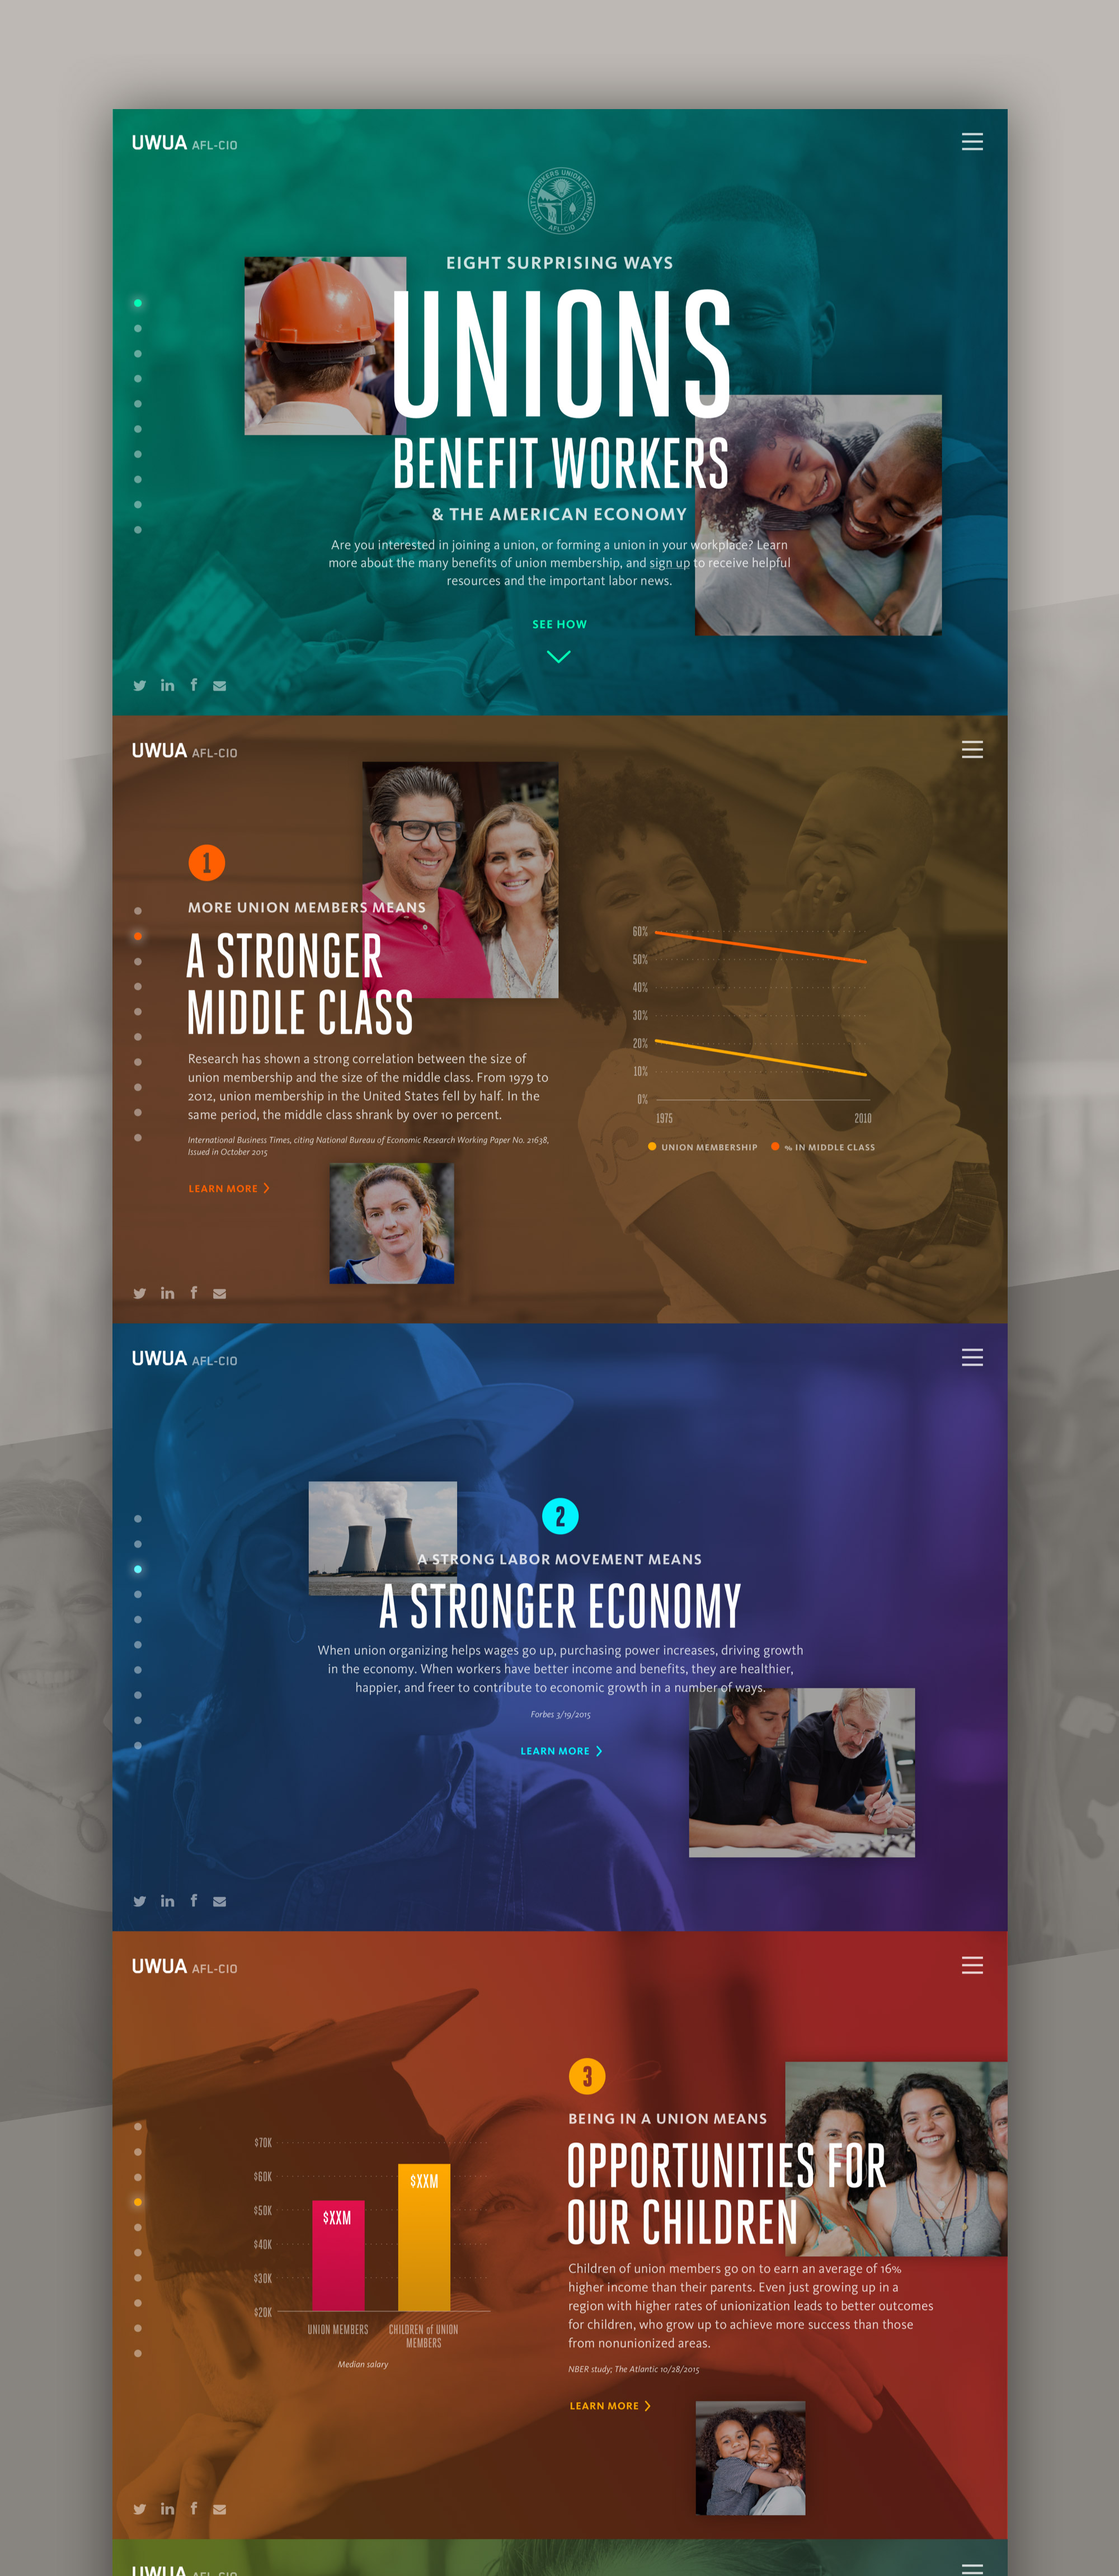 UWUA AFL-CIO
UTILITY WORKERS UNION OF AMERICA
AFL-CIO
EIGHT SURPRISING WAYS
UNIONS
BENEFIT WORKERS
& THE AMERICAN ECONOMY
Are you interested in joining a union, or forming a union in your workplace? Learn
more about the many benefits of union membership, and sign up to receive helpful
resources and the important labor news.
SEE HOW
in f
UWUA AFL-CIO
1
MORE UNION MEMBERS MEANS
A STRONGER
MIDDLE CLASS
Research has shown a strong correlation between the size of
union membership and the size of the middle class. From 1979 to
2012, union membership in the United States fell by half. In the
same period, the middle class shrank by over 10 percent.
International Business Times, citing National Bureau of Economic Research Working Paper No. 21638,
Issued in October 2015
LEARN MORE
60%
50%
40%
30%
20%
10%
0%
1975 2010
UNION MEMBERSHIP % IN MIDDLE CLASS
in f
UWUA AFL-CIO
2
A STRONG LABOR MOVEMENT MEANS
A STRONGER ECONOMY
When union organizing helps wages go up, purchasing power increases, driving growth
in the economy. When workers have better income and benefits, they are healthier,
happier, and freer to contribute to economic growth in a number of ways.
Forbes 3/19/2015
LEARN MORE
in f
UWUA AFL-CIO
$70K
$60K
$50K
$40K
$30K
$20K
$XXM
$XXM
UNION MEMBERS
CHILDREN of UNION
MEMBERS
Median salary
3
BEING IN A UNION MEANS
OPPORTUNITIES FOR
OUR CHILDREN
Children of union members go on to earn an average of 16%
higher income than their parents. Even just growing up in a
region with higher rates of unionization leads to better outcomes
for children, who grow up to achieve more success than those
from nonunionized areas.
NBER study; The Atlantic 10/28/2015
LEARN MORE
in f
UWUA AFL-CIO